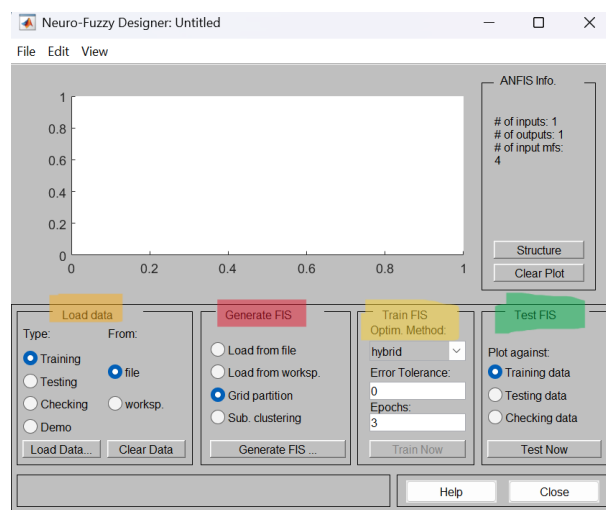 Neuro-Fuzzy Designer: Untitled
File Edit View
ANFIS Info.
# of inputs: 1
# of outputs: 1
# of input mfs:
4
Structure
Clear Plot
1
0.8
0.6
0.4
0.2
0
0 0.2 0.4 0.6 0.8 1
Load data
Type: From:
Training
file
Testing
Checking
worksp.
Demo
Load Data... Clear Data
Generate FIS
Load from file
Load from worksp.
Grid partition
Sub. clustering
Generate FIS ...
Train FIS
Optim. Method:
hybrid
Error Tolerance:
0
Epochs:
3
Train Now
Test FIS
Plot against:
Training data
Testing data
Checking data
Test Now
Help Close